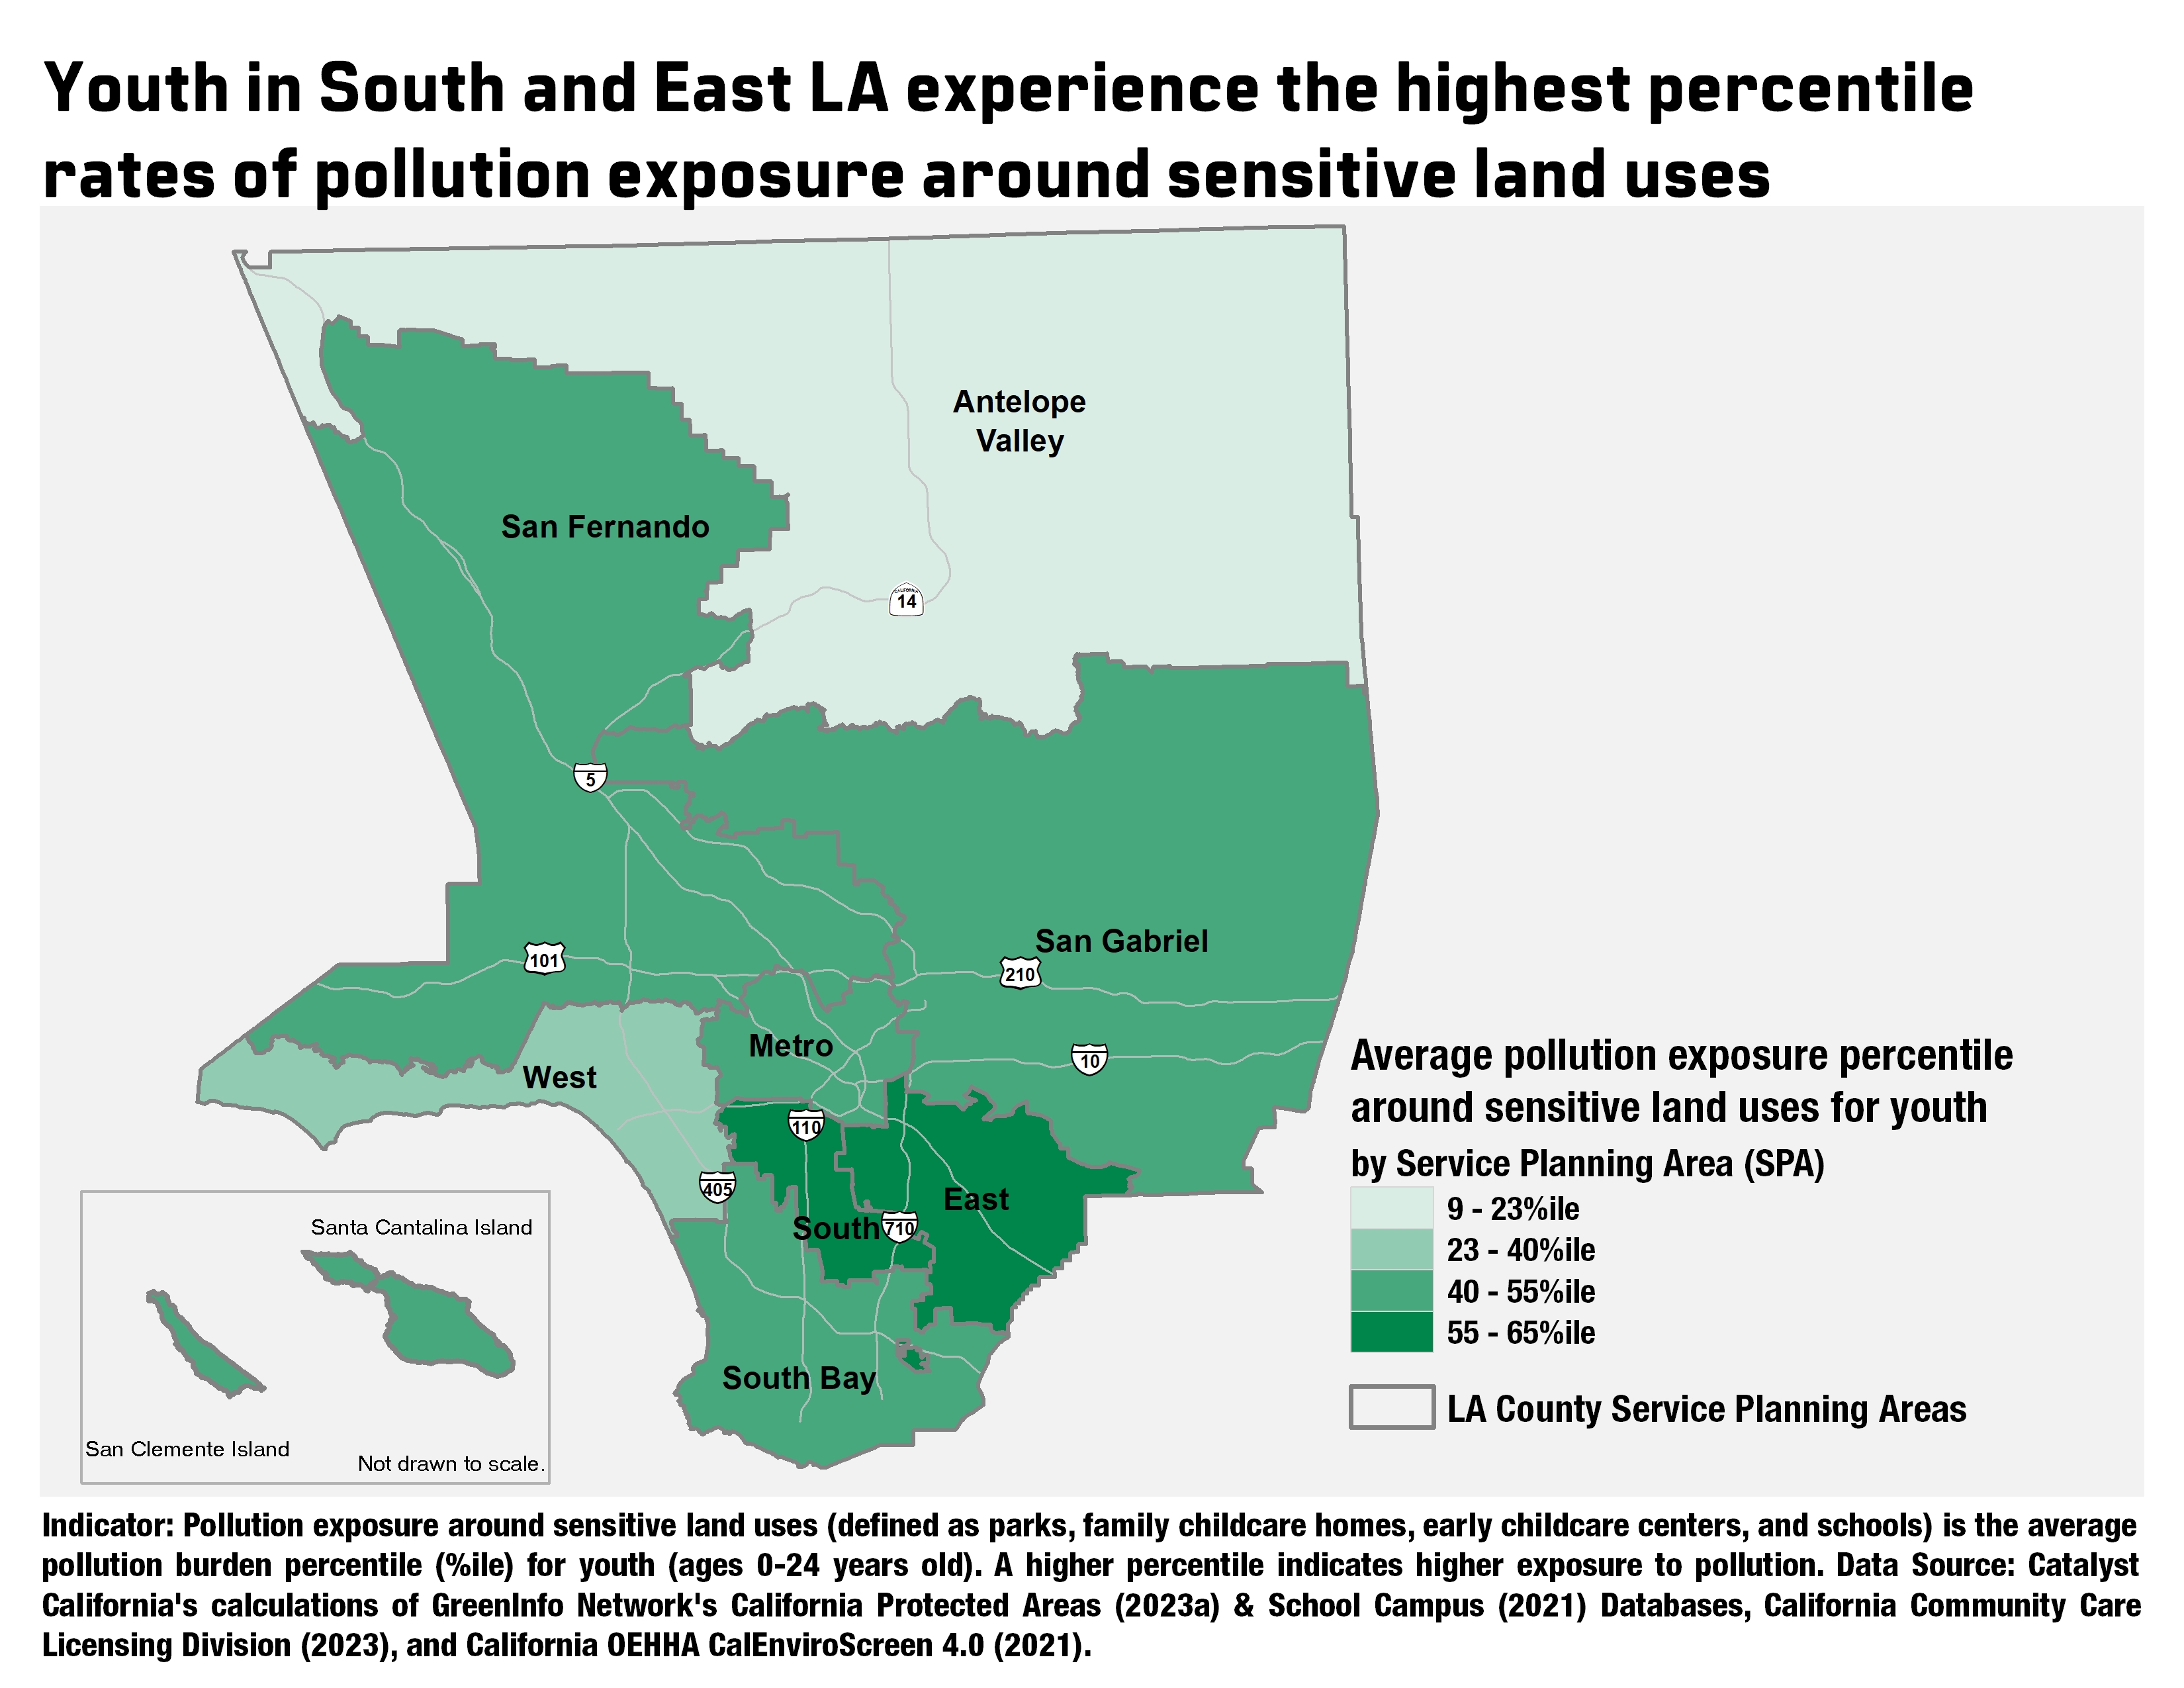 Youth in South and East LA experience the highest percentile
rates of pollution exposure around sensitive land uses
Antelope
Valley
San Fernando
CALIFORNIA
14
5
San Gabriel
101
210
Metro
10
West
110
405
East
South
710
South Bay
Santa Cantalina Island
San Clemente Island
Not drawn to scale.
Average pollution exposure percentile
around sensitive land uses for youth
by Service Planning Area (SPA)
9 - 23%ile
23 - 40%ile
40 - 55%ile
55 - 65%ile
LA County Service Planning Areas
Indicator: Pollution exposure around sensitive land uses (defined as parks, family childcare homes, early childcare centers, and schools) is the average
pollution burden percentile (%ile) for youth (ages 0-24 years old). A higher percentile indicates higher exposure to pollution. Data Source: Catalyst
California's calculations of GreenInfo Network's California Protected Areas (2023a) & School Campus (2021) Databases, California Community Care
Licensing Division (2023), and California OEHHA CalEnviroScreen 4.0 (2021).